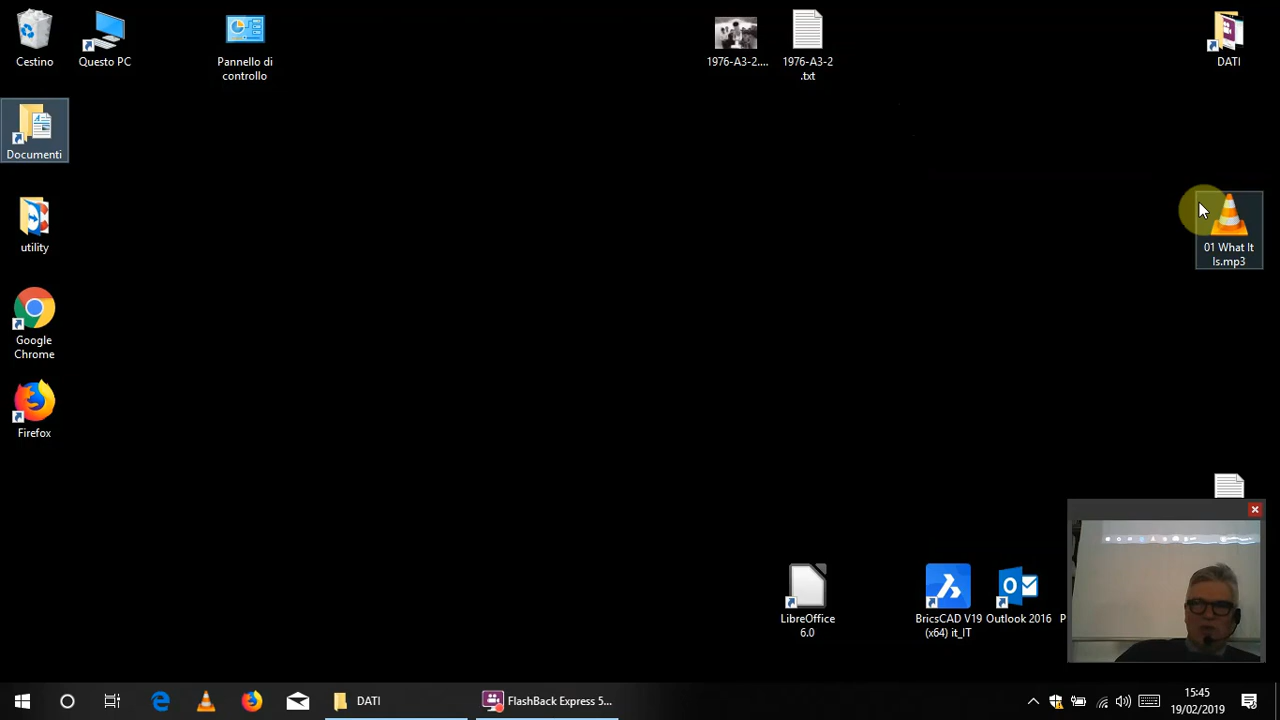 Cestino
Questo PC
Pannello di
controllo
1976-A3-2....
1976-A3-2
.txt
DATI
Documenti
utility
01 What It
Is.mp3
Google
Chrome
Firefox
LibreOffice
6.0
BricsCAD V19
(x64) it_IT
Outlook 2016
P
DATI
FlashBack Express 5...
15:45
19/02/2019